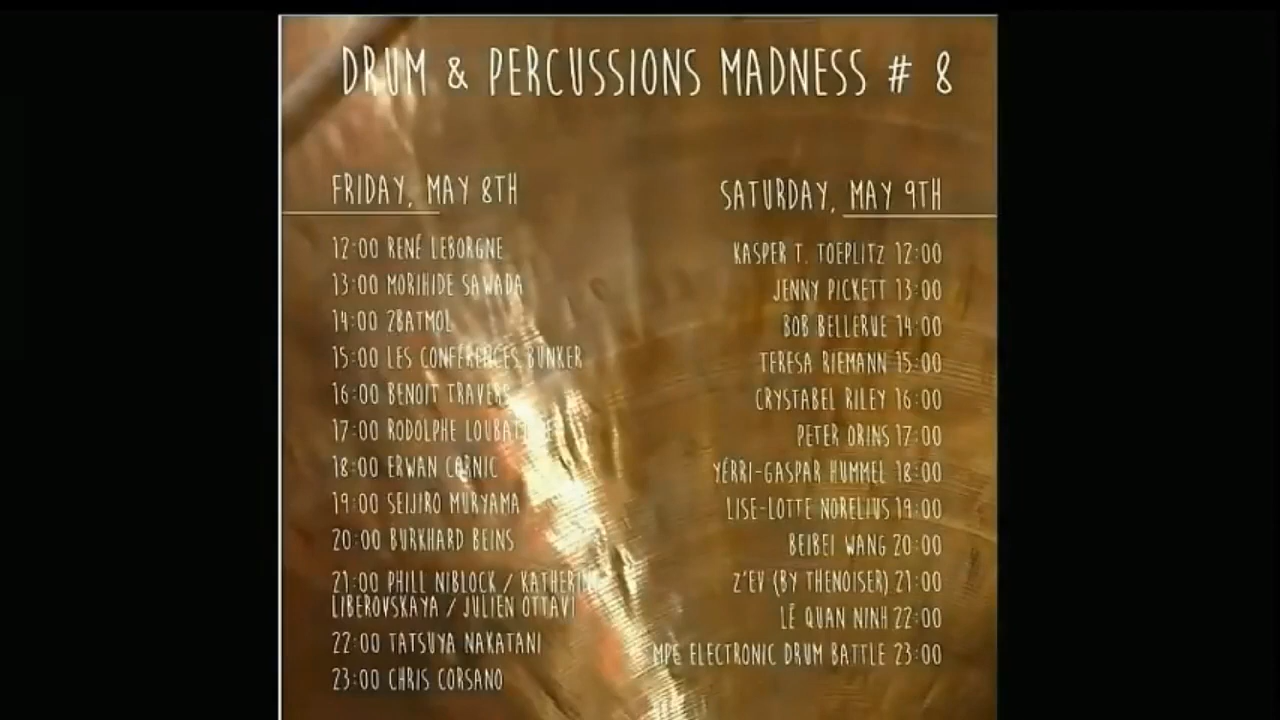 DRUM & PERCUSSIONS MADNESS # 8
FRIDAY, MAY 8TH
12:00 RENÉ LEBORGNE
13:00 MORIHIDE SAWADA
14:00 2BATMOL
15:00 LES CONFÉRENCES BUNKER
16:00 BENOIT TRAVERS
17:00 RODOLPHE
18:00 ERWAN CORNIC
19:00 SEIJIRO MURYAMA
20:00 BURKHARD BEINS
21:00 PHILL NIBLOCK / KATHERINE
LIBEROVSKAYA / JULIEN OTTAVI
22:00 TATSUYA NAKATANI
23:00 CHRIS CORSANO
SATURDAY, MAY 9TH
KASPER T. TOEPLITZ 12:00
JENNY PICKETT 13:00
BOB BELLERUE 14:00
TERESA RIEMANN 15:00
CRYSTABEL RILEY 16:00
PETER ORINS 17:00
YÉRRI-GASPAR HUMMEL 18:00
LISE-LOTTE NORELIUS 19:00
BEIBEI WANG 20:00
Z'EV (BY THENOISER) 21:00
LÊ QUAN NINH 22:00
MPE ELECTRONIC DRUM BATTLE 23:00